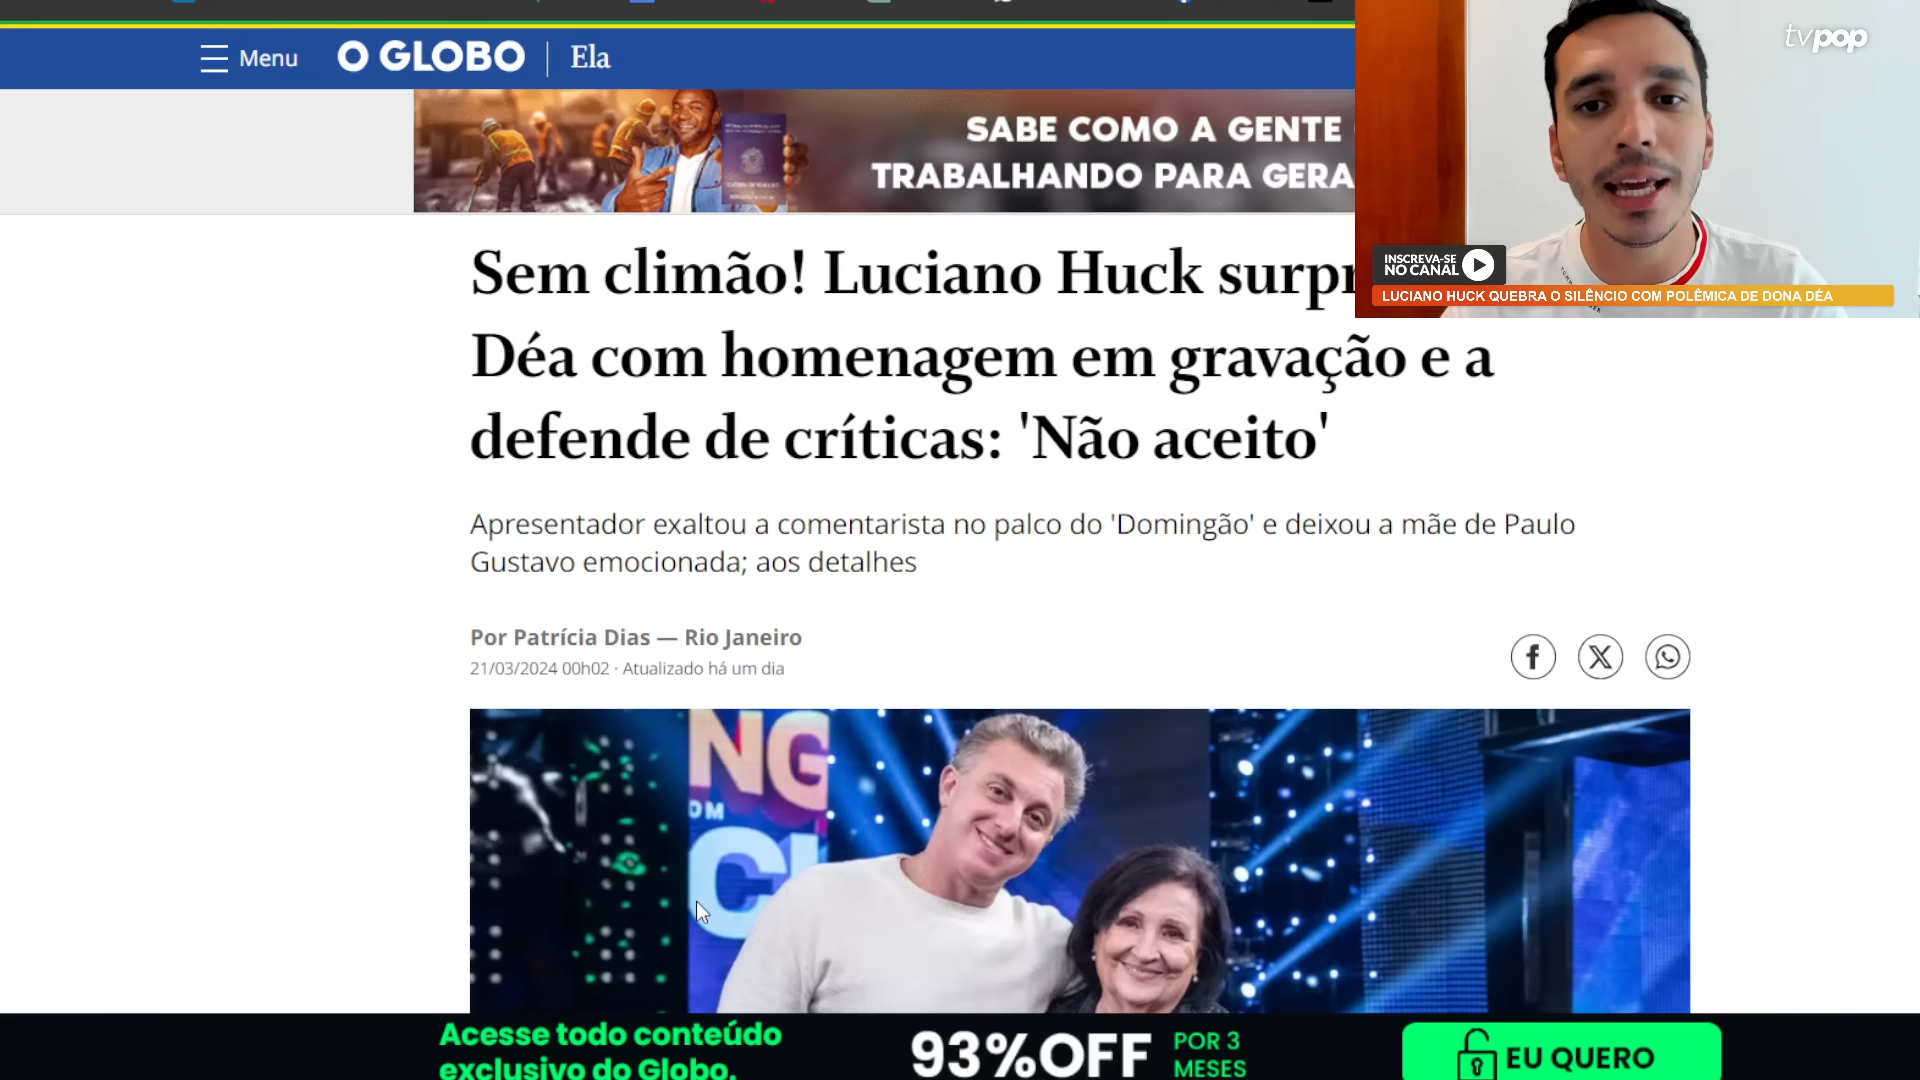 Menu
O GLOBO
Ela
tvpop
SABE COMO A GENTE
TRABALHANDO PARA GERA
INSCREVA-SE
NO CANAL
LUCIANO HUCK QUEBRA O SILÊNCIO COM POLÊMICA DE DONA DÉA
Sem climão! Luciano Huck surpr
Déa com homenagem em gravação e a
defende de críticas: 'Não aceito'
Apresentador exaltou a comentarista no palco do 'Domingão' e deixou a mãe de Paulo
Gustavo emocionada; aos detalhes
Por Patrícia Dias — Rio Janeiro
21/03/2024 00h02 · Atualizado há um dia
NG
OM
Acesse todo conteúdo
exclusivo do Globo.
93%OFF
POR 3
MESES
EU QUERO